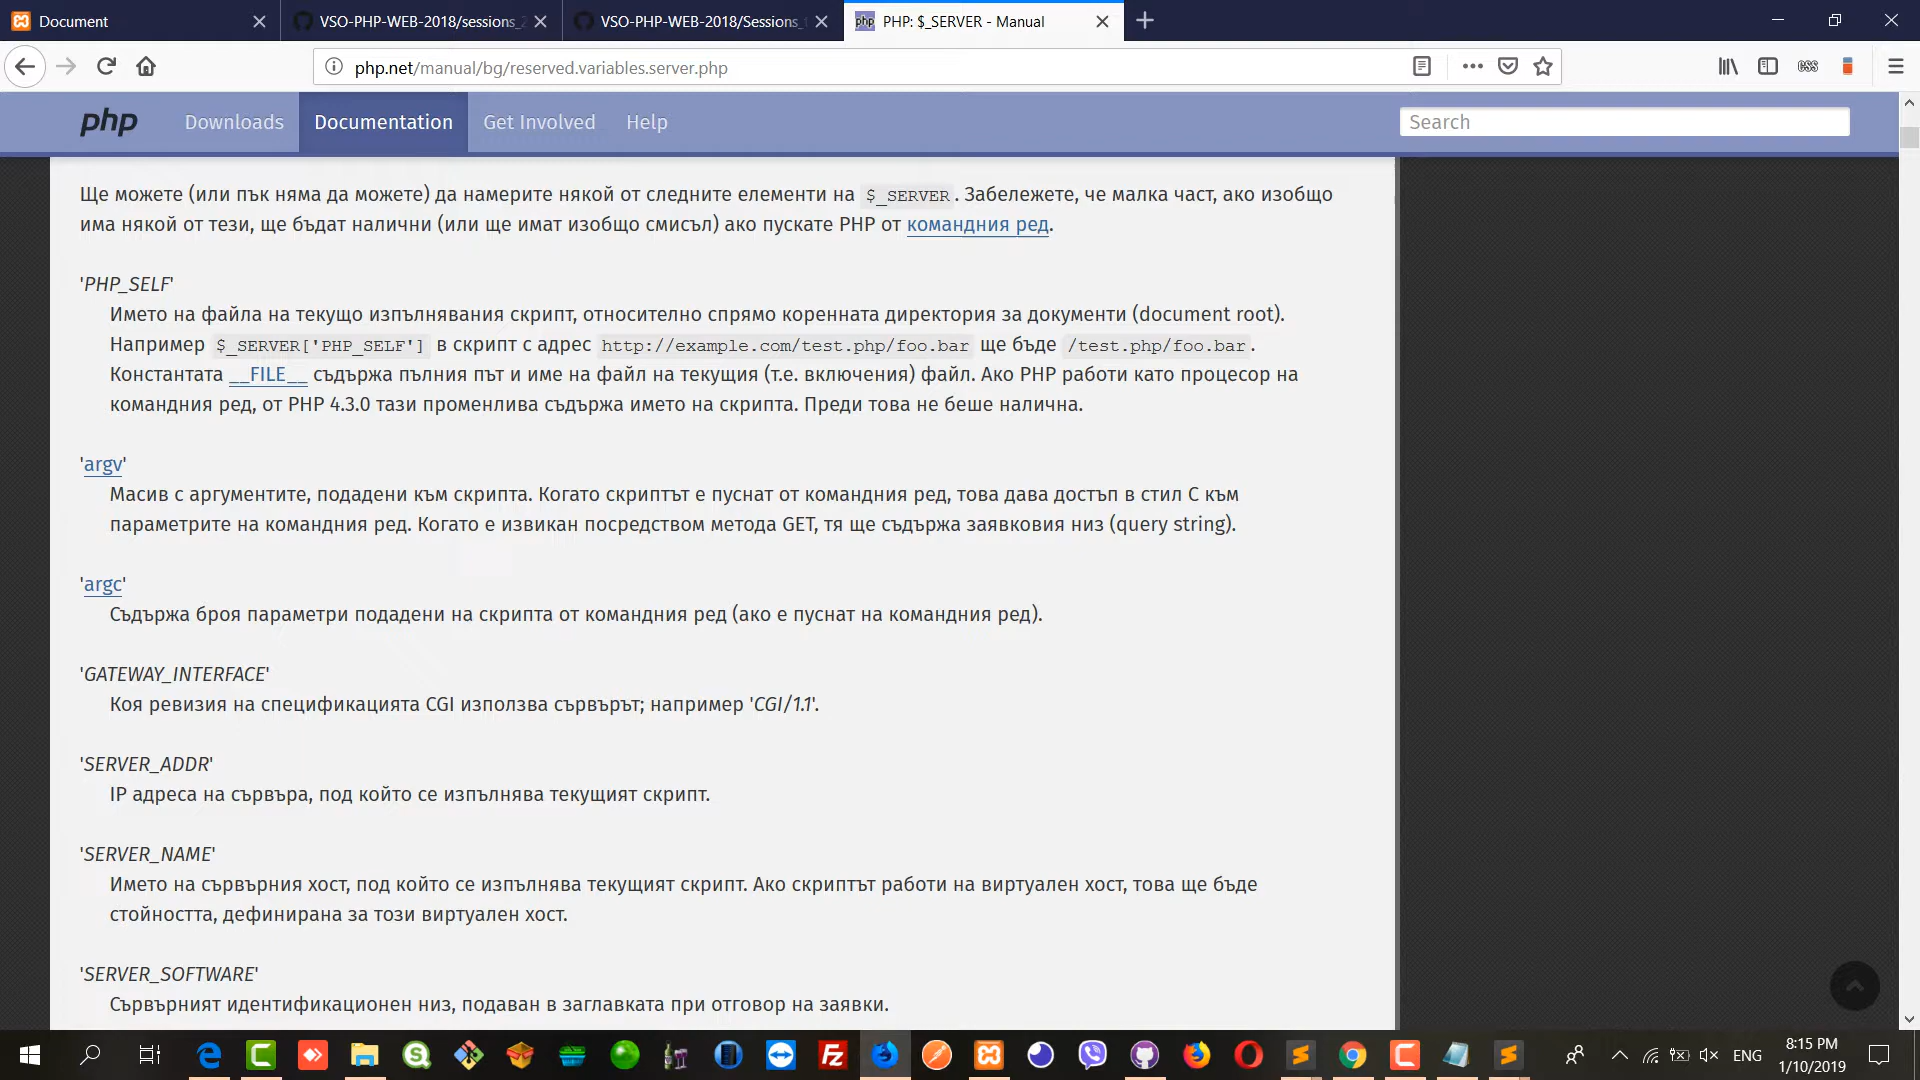 Document
VSO-PHP-WEB-2018/sessions_2
VSO-PHP-WEB-2018/Sessions_
PHP: $_SERVER - Manual
php.net/manual/bg/reserved.variables.server.php
css
php
Downloads
Documentation
Get Involved
Help
Search
Ще можете (или пък няма да можете) да намерите някой от следните елементи на $_SERVER. Забележете, че малка част, ако изобщо
има някой от тези, ще бъдат налични (или ще имат изобщо смисъл) ако пускате PHP от командния ред.
'PHP_SELF'
Името на файла на текущо изпълнявания скрипт, относително спрямо коренната директория за документи (document root).
Например $_SERVER['PHP_SELF'] в скрипт с адрес http://example.com/test.php/foo.bar ще бъде /test.php/foo.bar.
Константата __FILE__ съдържа пълния път и име на файл на текущия (т.е. включения) файл. Ако PHP работи като процесор на
командния ред, от PHP 4.3.0 тази променлива съдържа името на скрипта. Преди това не беше налична.
'argv'
Масив с аргументите, подадени към скрипта. Когато скриптът е пуснат от командния ред, това дава достъп в стил C към
параметрите на командния ред. Когато е извикан посредством метода GET, тя ще съдържа заявковия низ (query string).
'argc'
Съдържа броя параметри подадени на скрипта от командния ред (ако е пуснат на командния ред).
'GATEWAY_INTERFACE'
Коя ревизия на спецификацията CGI използва сървърът; например 'CGI/1.1'.
'SERVER_ADDR'
IP адреса на сървъра, под който се изпълнява текущият скрипт.
'SERVER_NAME'
Името на сървърния хост, под който се изпълнява текущият скрипт. Ако скриптът работи на виртуален хост, това ще бъде
стойността, дефинирана за този виртуален хост.
'SERVER_SOFTWARE'
Сървърният идентификационен низ, подаван в заглавката при отговор на заявки.
ENG
8:15 PM
1/10/2019